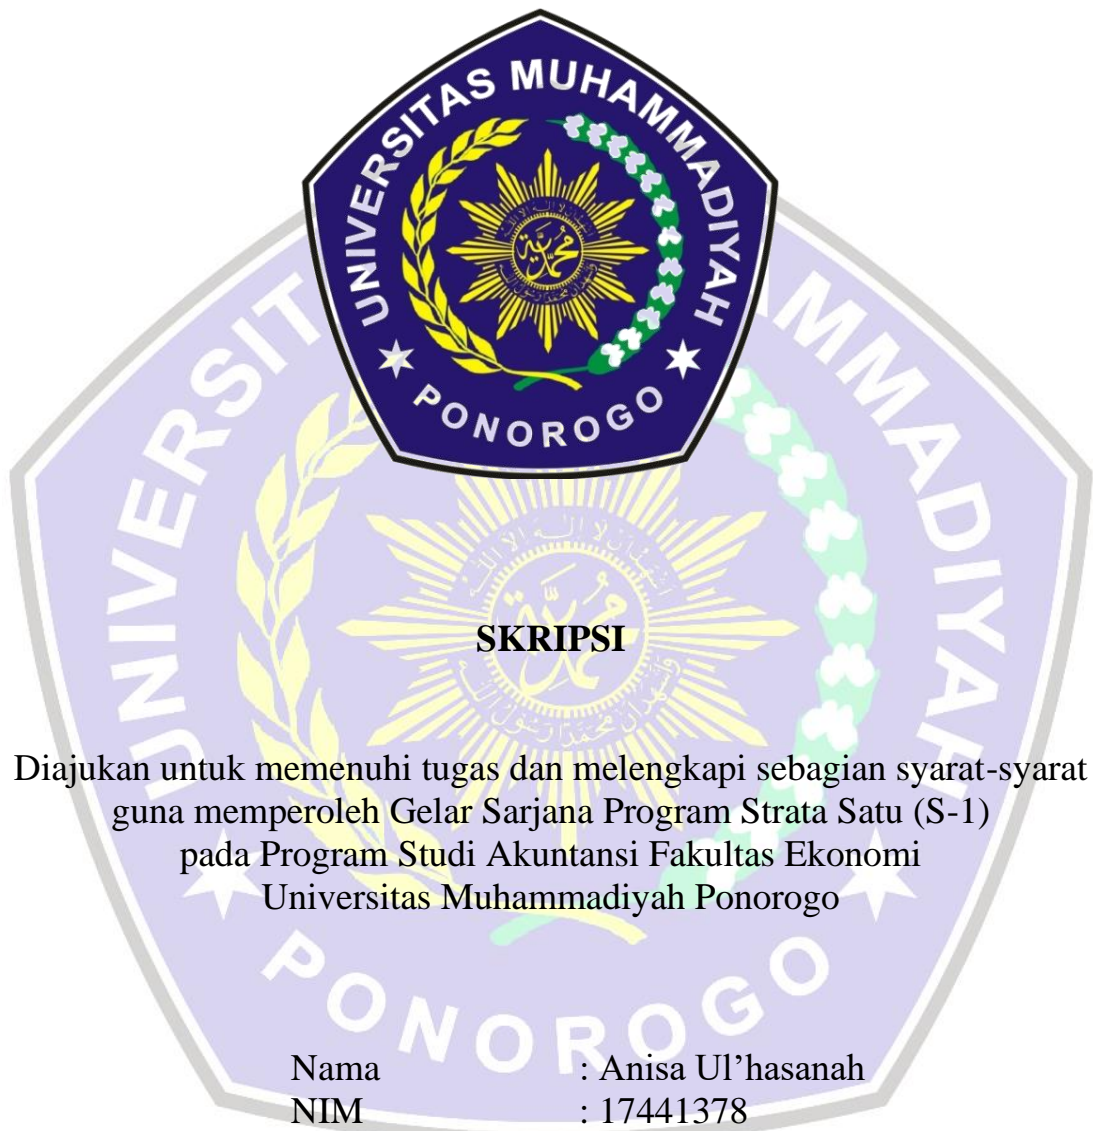 UNIVERSITAS MUHAMMADIYAH
محمدية
PONOROGO
SKRIPSI
Diajukan untuk memenuhi tugas dan melengkapi sebagian syarat-syarat
guna memperoleh Gelar Sarjana Program Strata Satu (S-1)
pada Program Studi Akuntansi Fakultas Ekonomi
Universitas Muhammadiyah Ponorogo
Nama : Anisa Ul’hasanah
NIM : 17441378